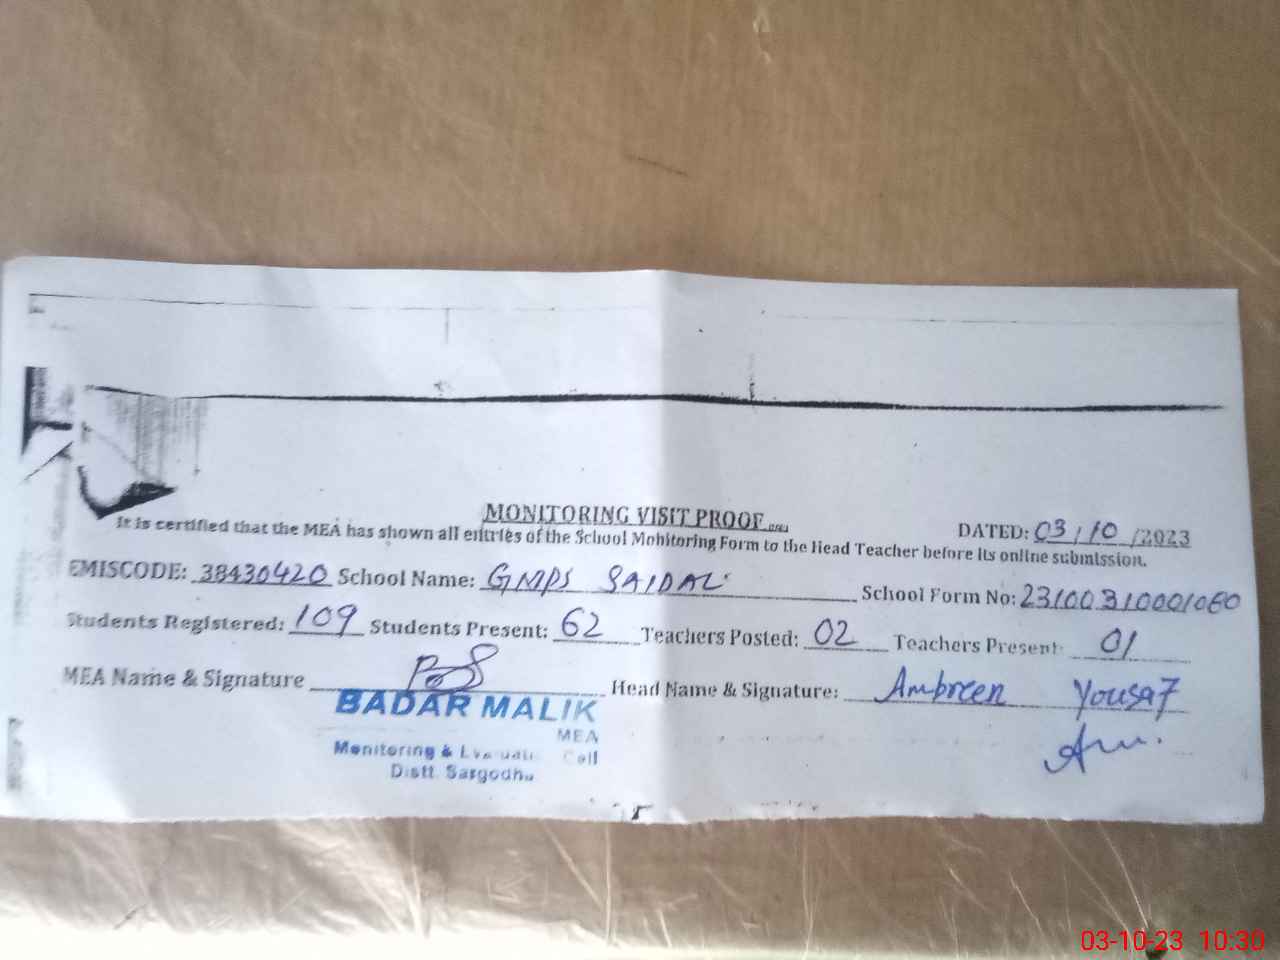 MONITORING VISIT PROOF
DATED: 03/10/2023
It is certified that the MEA has shown all entries of the School Mohitoring Form to the Head Teacher before its online submission.
EMISCODE: 38430420 School Name: GMPS SAIDAL School Form No: 23100310001060
Students Registered: 109 Students Present: 62 Teachers Posted: 02 Teachers Present: 01
MEA Name & Signature Head Name & Signature: Ambreen Yousaf
BADAR MALIK
MEA
Monitoring & Evaluati Cell
Distt. Sargodha
03-10-23 10:30